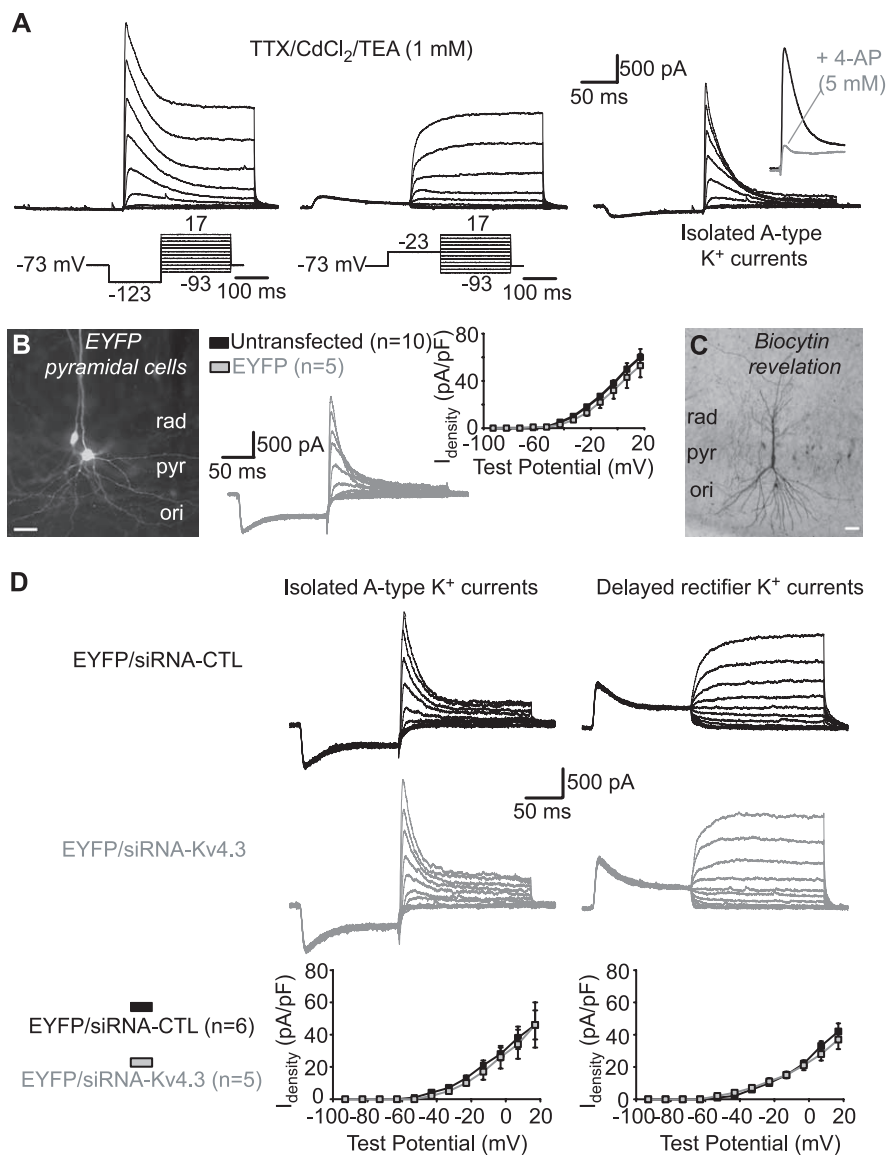 A
TTX/CdCl2/TEA (1 mM)
500 pA
50 ms
+ 4-AP
(5 mM)
17
-73 mV
-123
-93
100 ms
17
-23
-73 mV
-93
100 ms
Isolated A-type
K+ currents
B
EYFP
pyramidal cells
rad
pyr
ori
Untransfected (n=10)
EYFP (n=5)
500 pA
50 ms
Idensity (pA/pF)
80
40
0
-100 -60 -20 20
Test Potential (mV)
C
Biocytin
revelation
rad
pyr
ori
D
Isolated A-type K+ currents
Delayed rectifier K+ currents
EYFP/siRNA-CTL
500 pA
50 ms
EYFP/siRNA-Kv4.3
EYFP/siRNA-CTL (n=6)
EYFP/siRNA-Kv4.3 (n=5)
Idensity (pA/pF)
80
60
40
20
0
-100 -80 -60 -40 -20 0 20
Test Potential (mV)
Idensity (pA/pF)
80
60
40
20
0
-100 -80 -60 -40 -20 0 20
Test Potential (mV)